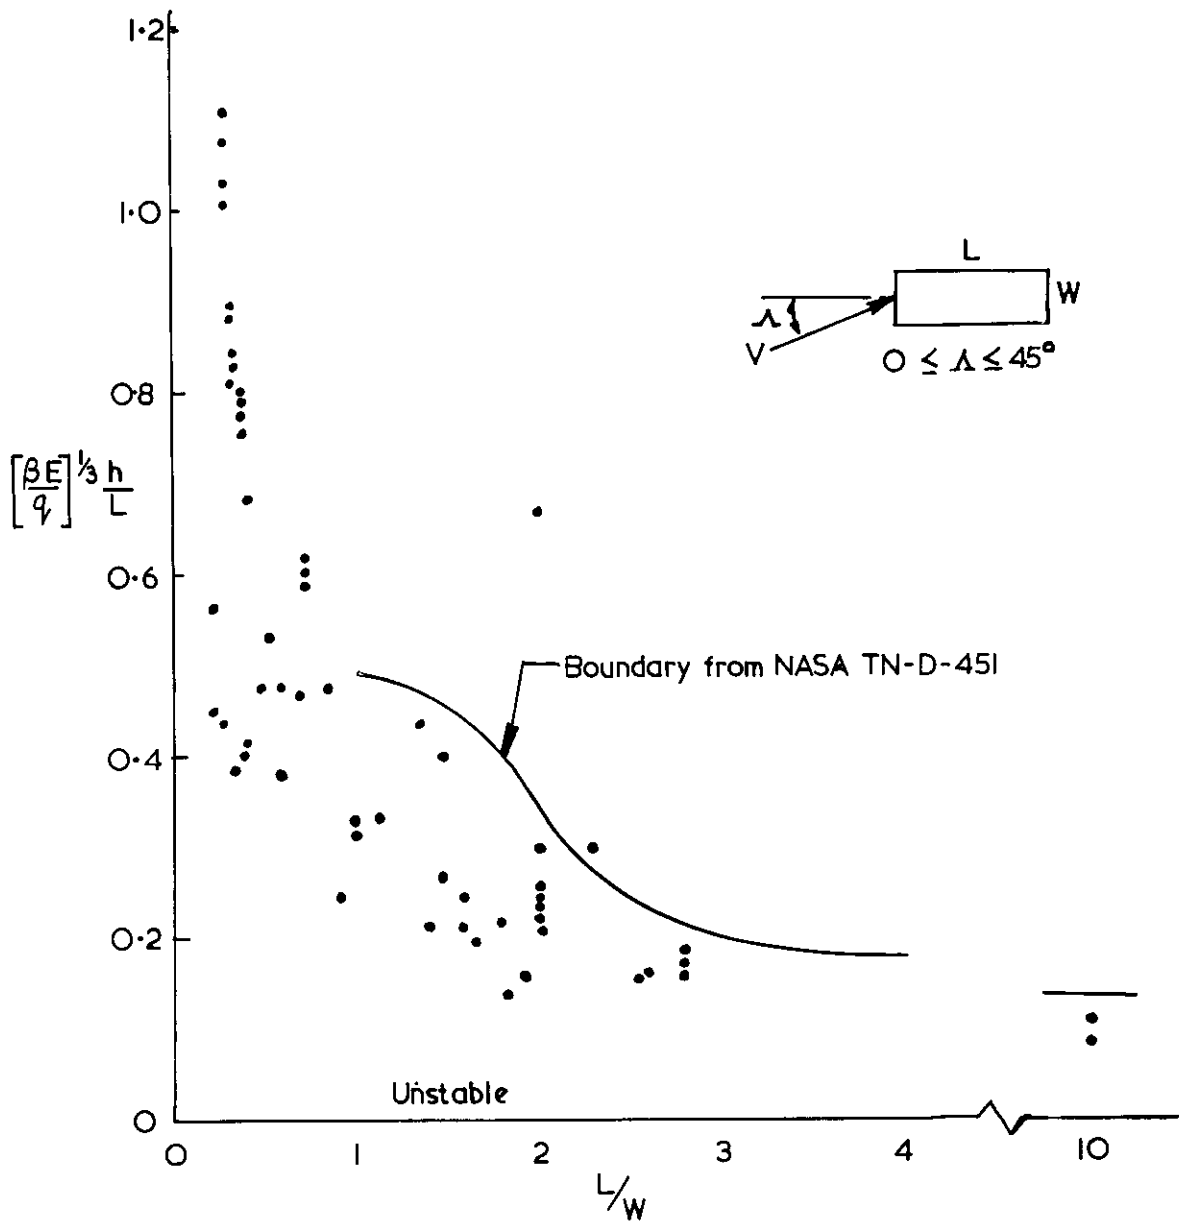 1·2
1·0
0·8
0·6
0·4
0·2
0
[βE/q]^⅓ h/L
L
W
Λ
V
0 ≤ Λ ≤ 45°
Boundary from NASA TN-D-451
Unstable
0 1 2 3 4 10
L/W